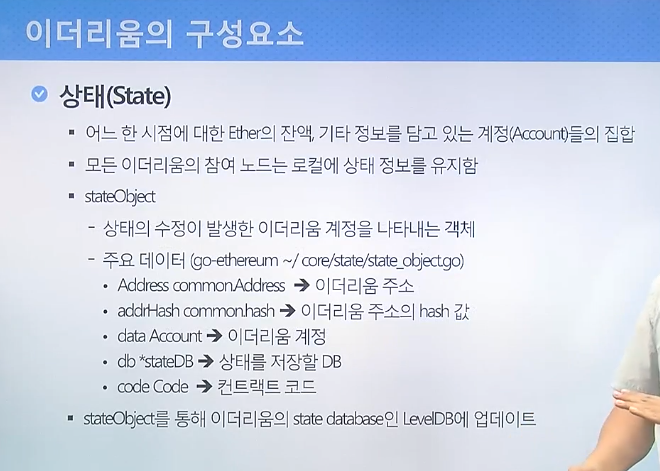 이더리움의 구성요소
상태(State)
▪ 어느 한 시점에 대한 Ether의 잔액, 기타 정보를 담고 있는 계정(Account)들의 집합
▪ 모든 이더리움의 참여 노드는 로컬에 상태 정보를 유지함
▪ stateObject
- 상태의 수정이 발생한 이더리움 계정을 나타내는 객체
- 주요 데이터 (go-ethereum ~/ core/state/state_object.go)
• Address common.Address ➔ 이더리움 주소
• addrHash common.hash ➔ 이더리움 주소의 hash 값
• data Account ➔ 이더리움 계정
• db *stateDB ➔ 상태를 저장할 DB
• code Code ➔ 컨트랙트 코드
▪ stateObject를 통해 이더리움의 state database인 LevelDB에 업데이트